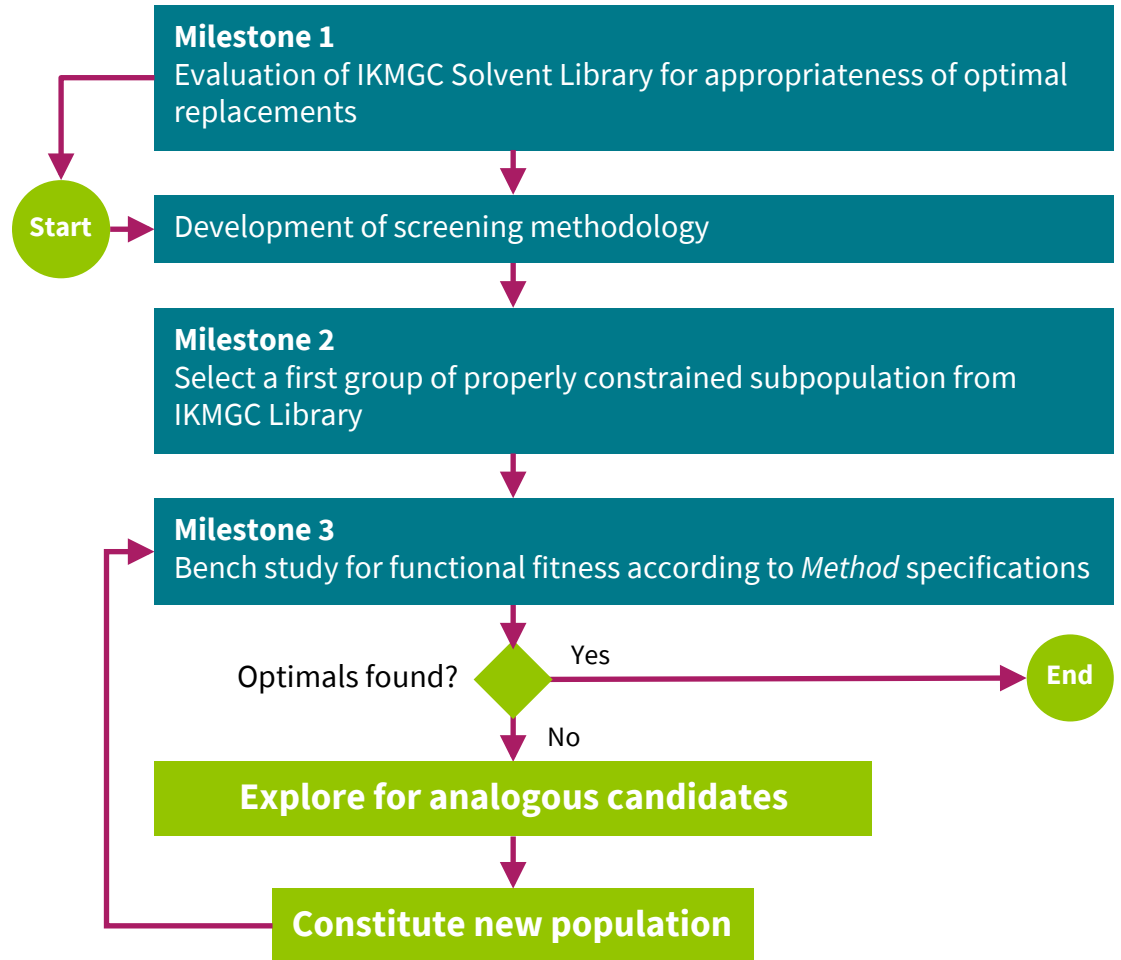 Milestone 1
Evaluation of IKMGC Solvent Library for appropriateness of optimal
replacements
Start
Development of screening methodology
Milestone 2
Select a first group of properly constrained subpopulation from
IKMGC Library
Milestone 3
Bench study for functional fitness according to Method specifications
Optimals found?
Yes
End
No
Explore for analogous candidates
Constitute new population